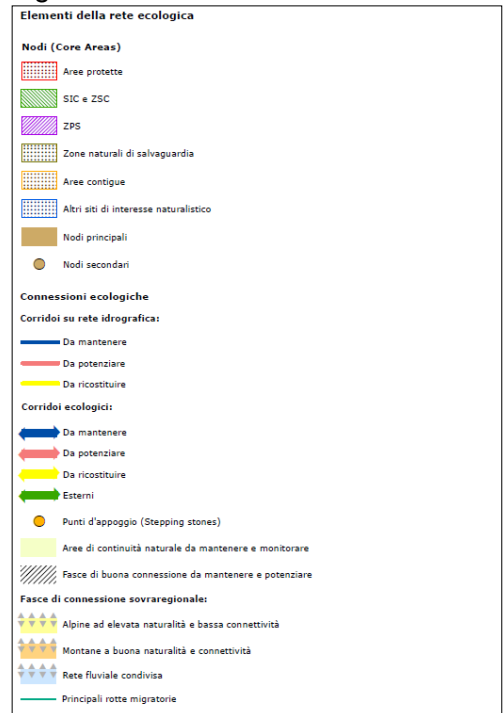 Elementi della rete ecologica
Nodi (Core Areas)
Aree protette
SIC e ZSC
ZPS
Zone naturali di salvaguardia
Aree contigue
Altri siti di interesse naturalistico
Nodi principali
Nodi secondari
Connessioni ecologiche
Corridoi su rete idrografica:
Da mantenere
Da potenziare
Da ricostituire
Corridoi ecologici:
Da mantenere
Da potenziare
Da ricostituire
Esterni
Punti d'appoggio (Stepping stones)
Aree di continuità naturale da mantenere e monitorare
Fasce di buona connessione da mantenere e potenziare
Fasce di connessione sovraregionale:
Alpine ad elevata naturalità e bassa connettività
Montane a buona naturalità e connettività
Rete fluviale condivisa
Principali rotte migratorie